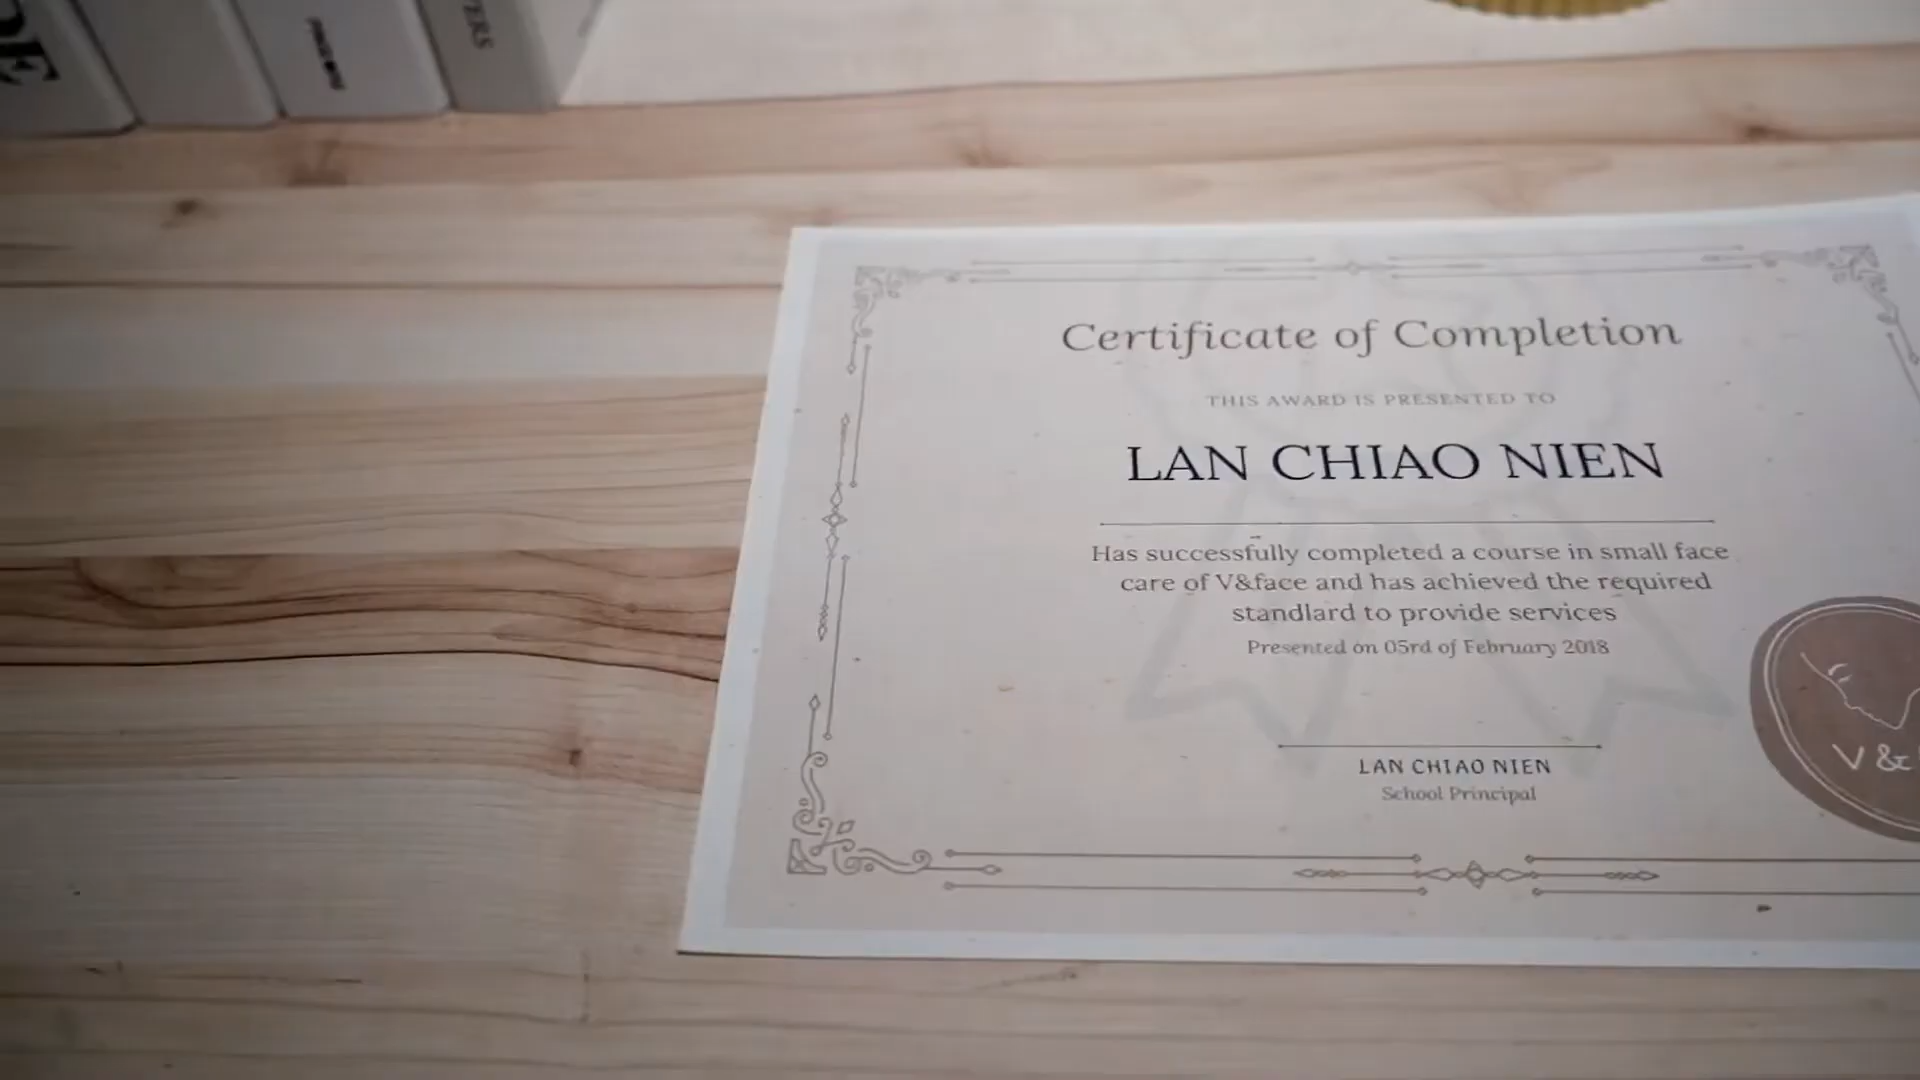 ERS
Certificate of Completion
THIS AWARD IS PRESENTED TO
LAN CHIAO NIEN
Has successfully completed a course in small face
care of V&face and has achieved the required
standlard to provide services
Presented on 05rd of February 2018
V &
LAN CHIAO NIEN
School Principal